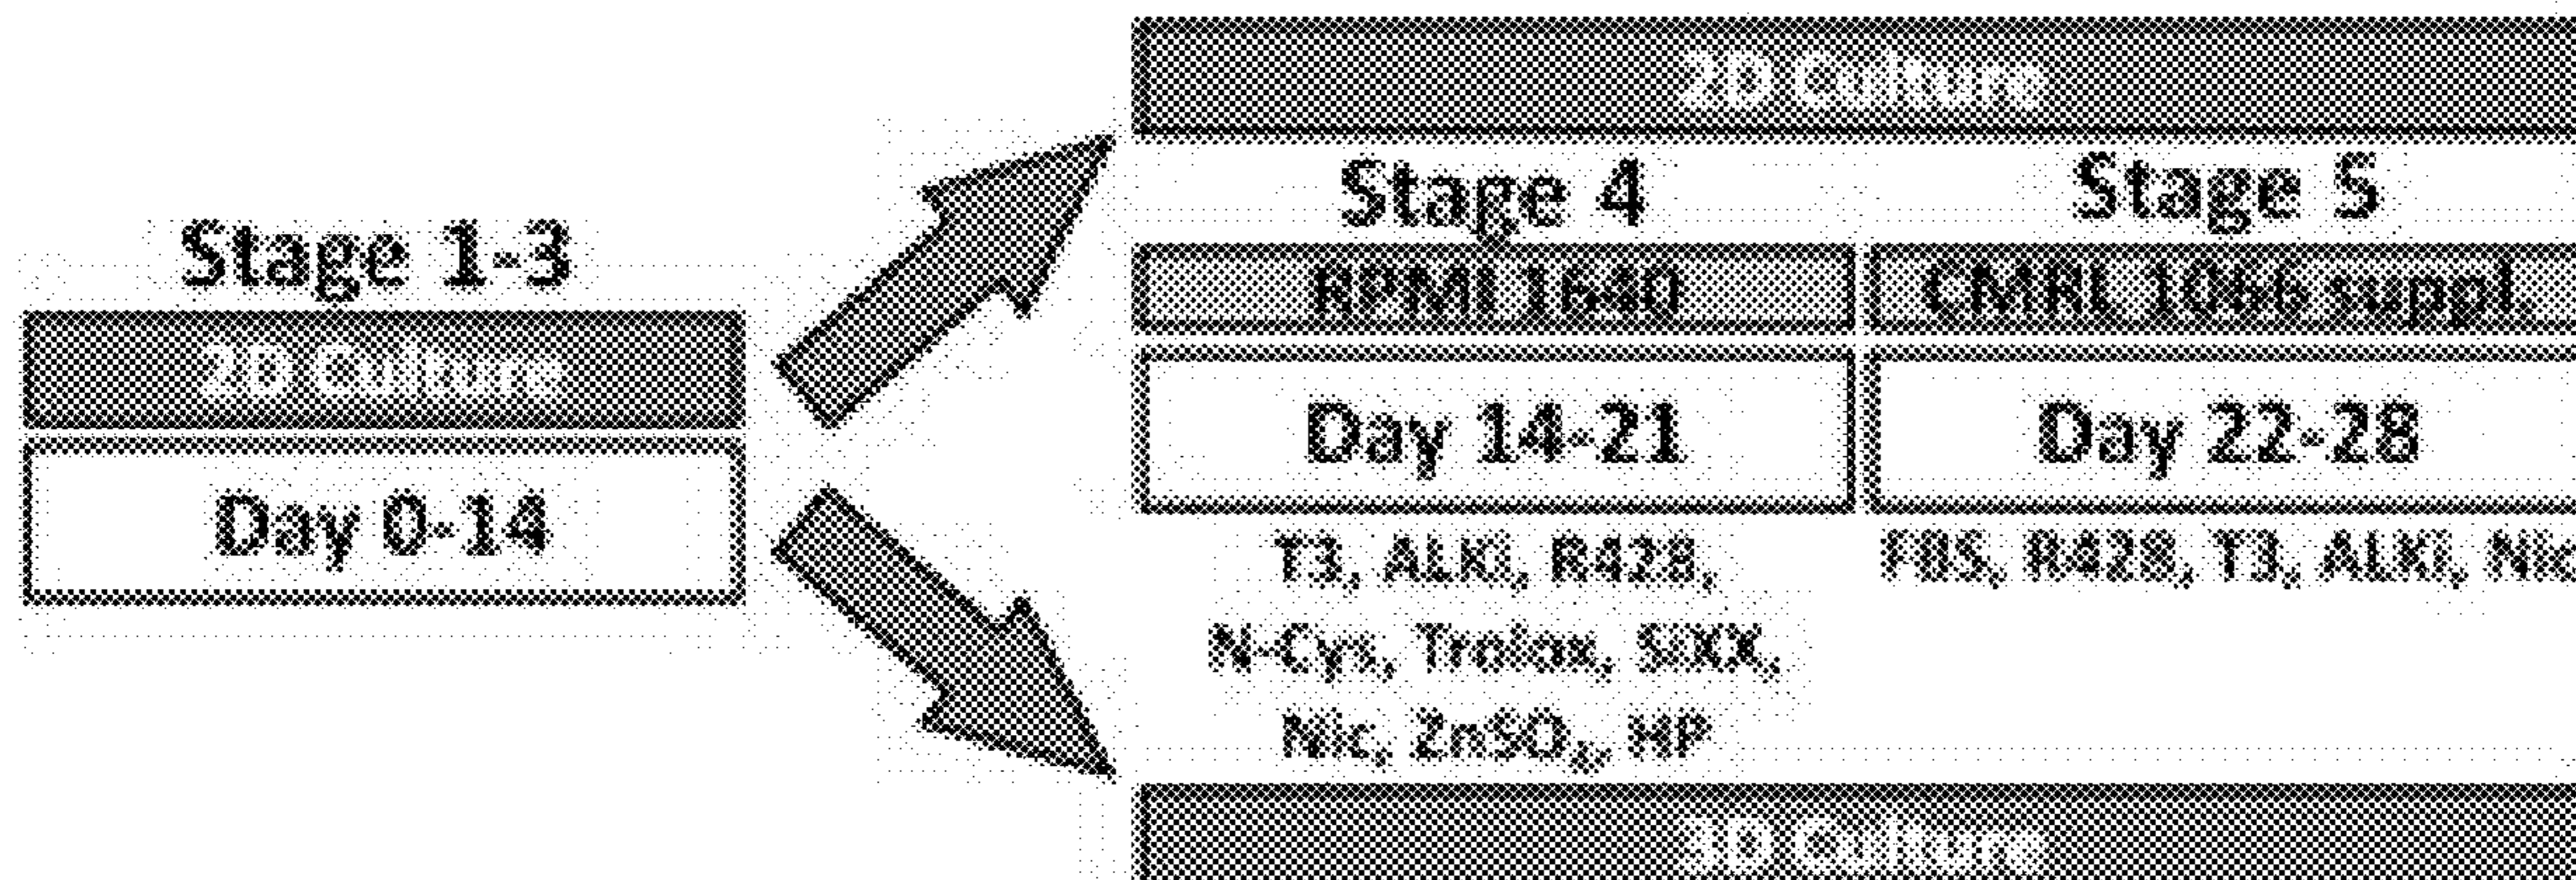 Stage 1-3
2D Culture
Day 0-14
2D Culture
Stage 4
Stage 5
RPMI 1640
CMRL 1066 suppl.
Day 14-21
Day 22-28
T3, ALKi, R428,
N-Cys, Trolox, SIXX,
Nic, ZnSO₄, HP
FBS, R428, T3, ALKi, Nic
3D Culture